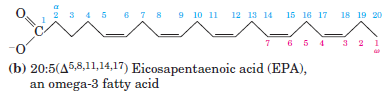 α
O 1 2 3 4 5 6 7 8 9 10 11 12 13 14 15 16 17 18 19 20
C
⁻O 7 6 5 4 3 2 1
ω
(b) 20:5(Δ⁵,⁸,¹¹,¹⁴,¹⁷) Eicosapentaenoic acid (EPA),
an omega-3 fatty acid